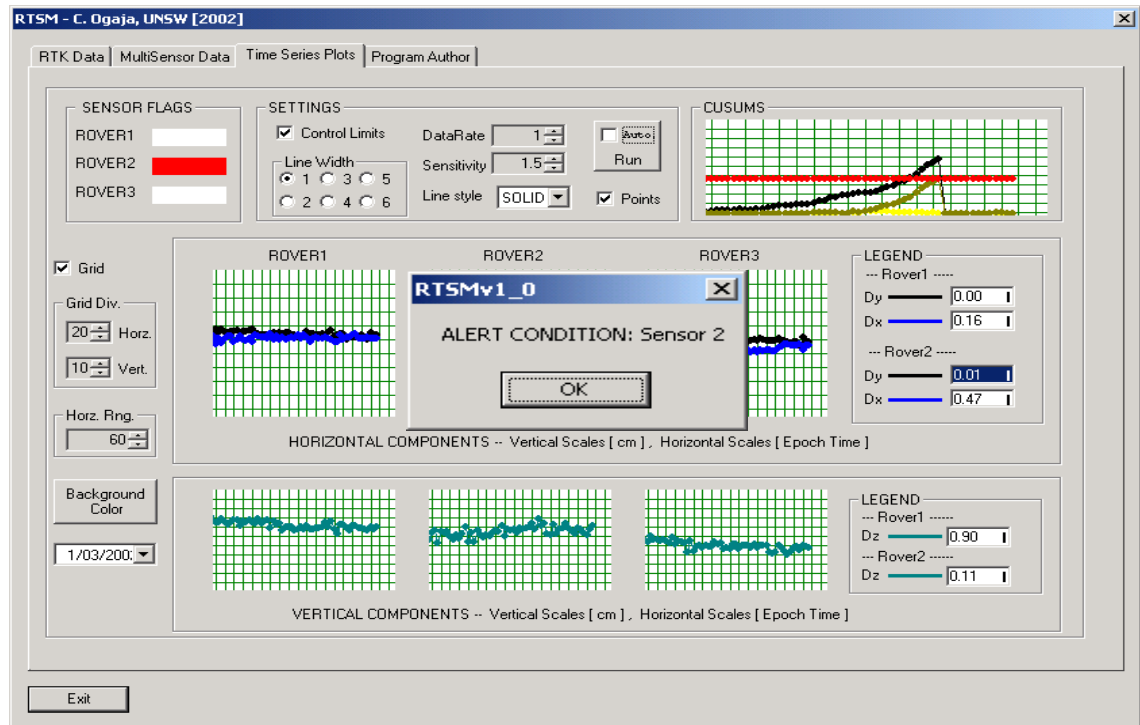 RTSM - C. Ogaja, UNSW [2002]
RTK Data
MultiSensor Data
Time Series Plots
Program Author
SENSOR FLAGS
ROVER1
ROVER2
ROVER3
SETTINGS
Control Limits
Line Width
1 3 5
2 4 6
DataRate 1
Sensitivity 1.5
Line style SOLID
Auto
Run
Points
CUSUMS
Grid
Grid Div.
20 Horz.
10 Vert.
Horz. Rng.
60
Background
Color
ROVER1
ROVER2
ROVER3
RTSMv1_0
ALERT CONDITION: Sensor 2
OK
HORIZONTAL COMPONENTS -- Vertical Scales [ cm ] , Horizontal Scales [ Epoch Time ]
LEGEND
--- Rover1 -----
Dy 0.00
Dx 0.16
--- Rover2 -----
Dy 0.01
Dx 0.47
VERTICAL COMPONENTS -- Vertical Scales [ cm ] , Horizontal Scales [ Epoch Time ]
LEGEND
--- Rover1 ------
Dz 0.90
--- Rover2 ------
Dz 0.11
Exit